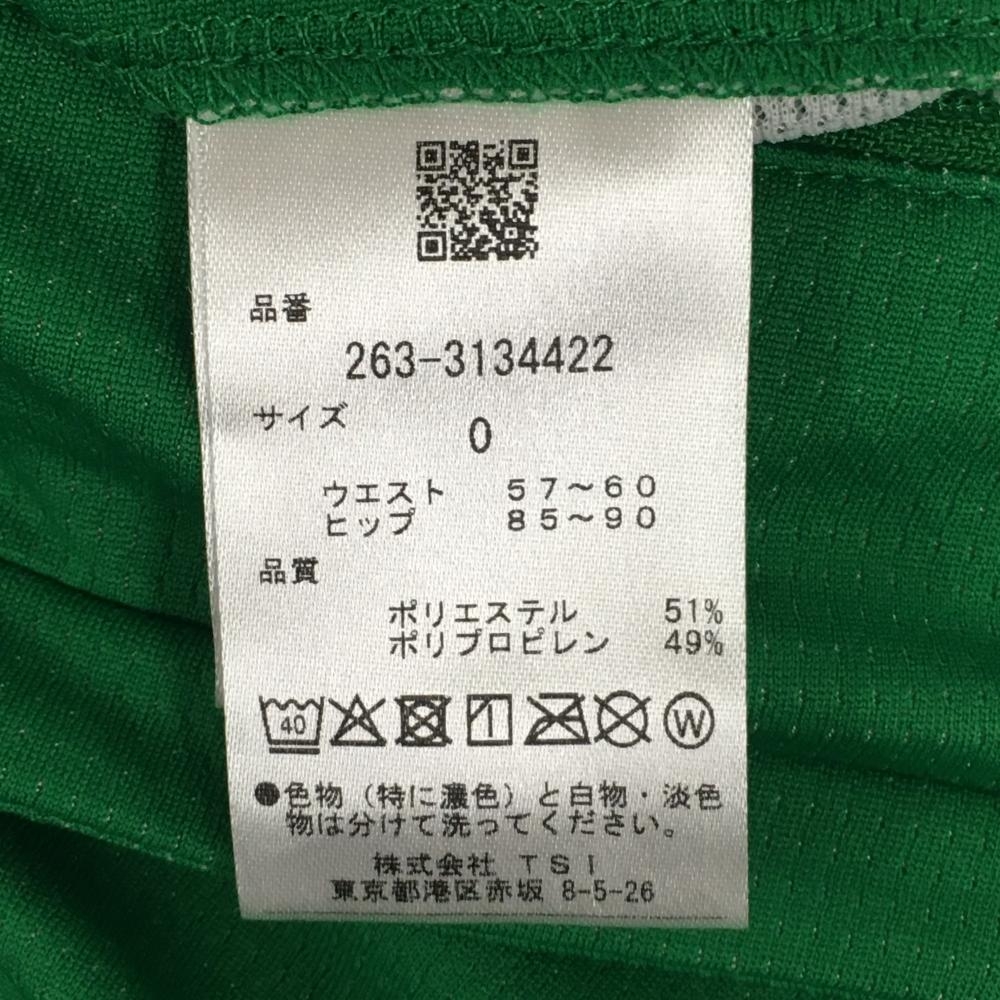 品番
263-3134422
サイズ 0
ウエスト 57〜60
ヒップ 85〜90
品質
ポリエステル 51%
ポリプロピレン 49%
40 W
●色物（特に濃色）と白物・淡色
物は分けて洗ってください。
株式会社 TSI
東京都港区赤坂 8-5-26